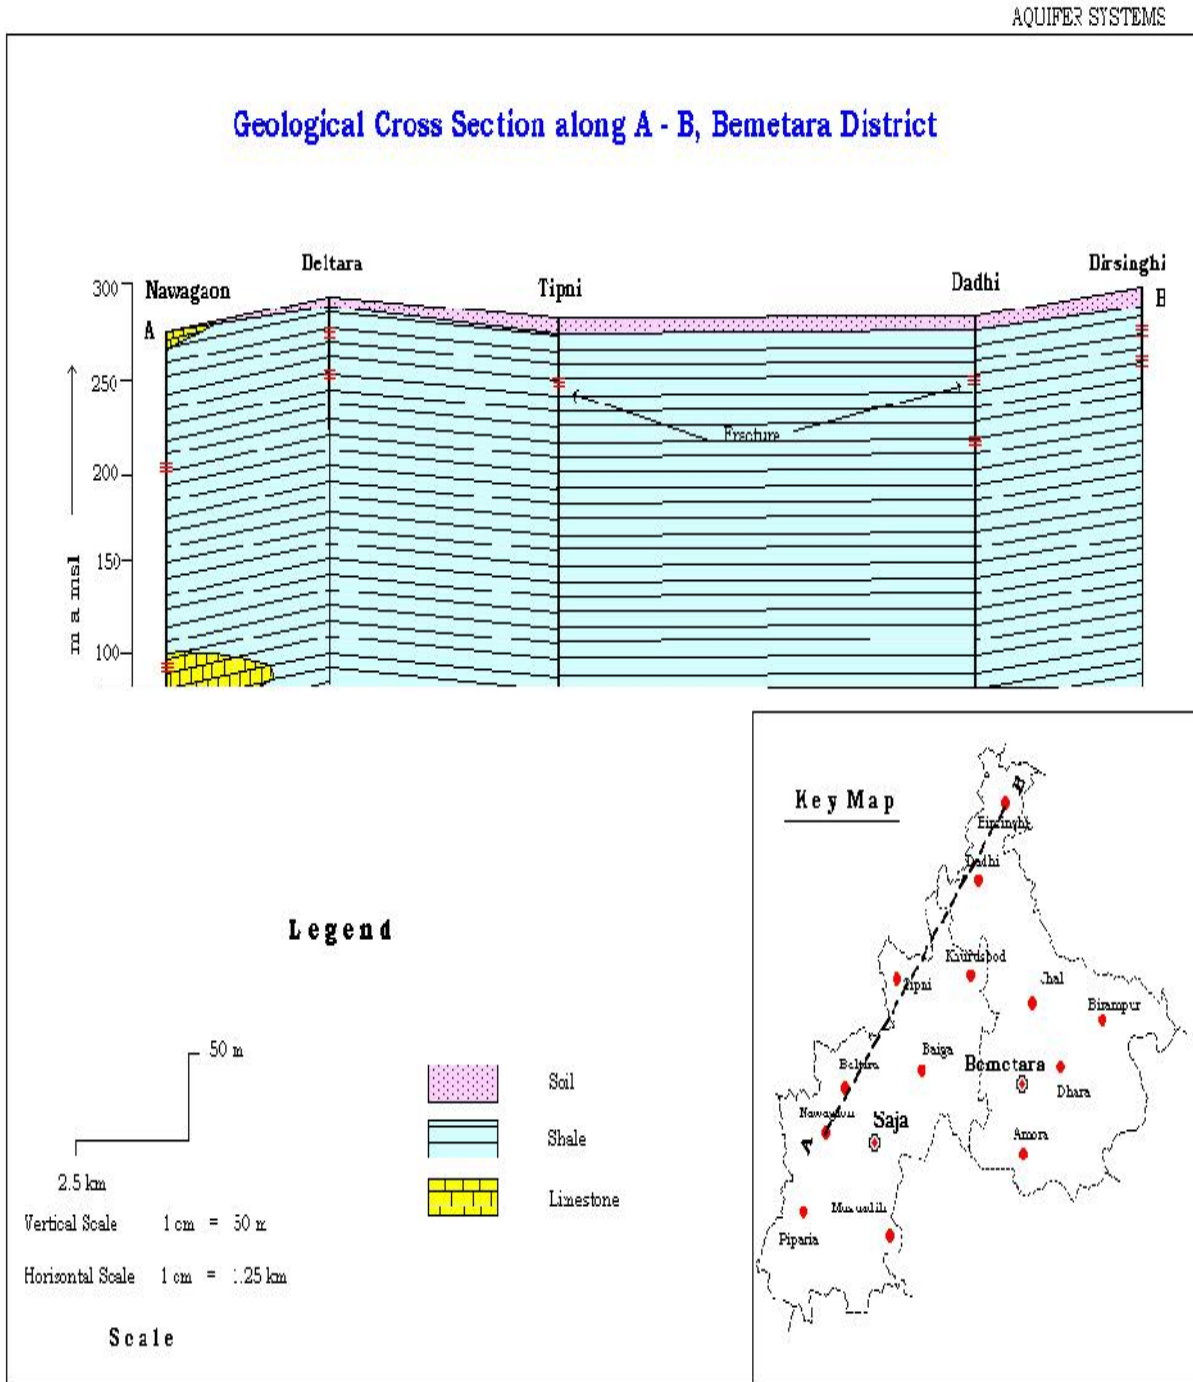 AQUIFER SYSTEMS
Geological Cross Section along A - B, Bemetara District
Nawagaon
Deltara
Tipni
Dadhi
Dirsinghi
A
B
300
250
200
150
100
m a msl
Fracture
Key Map
B
Dadhi
Khurdsbod
Tipni
Jhal
Birampur
Beltara
Baiga
Bemetara
Dhara
Saja
A
Amora
Piparia
Legend
50 m
2.5 km
Soil
Shale
Limestone
Vertical Scale 1 cm = 50 m
Horizontal Scale 1 cm = 1.25 km
Scale